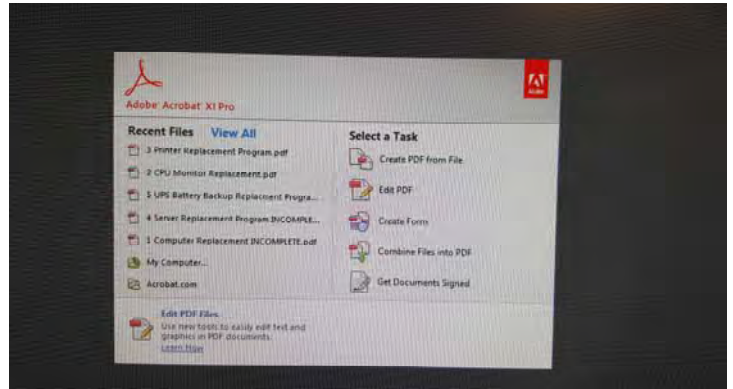 Adobe
Adobe® Acrobat® XI Pro
Recent Files View All
3 Printer Replacement Program.pdf
2 CPU Monitor Replacement.pdf
5 UPS Battery Backup Replacment Progra...
4 Server Replacement Program INCOMPLE...
1 Computer Replacement INCOMPLETE.pdf
My Computer...
Acrobat.com
Select a Task
Create PDF from File
Edit PDF
Create Form
Combine Files into PDF
Get Documents Signed
Edit PDF Files
Use new tools to easily edit text and
graphics in PDF documents.
Learn How